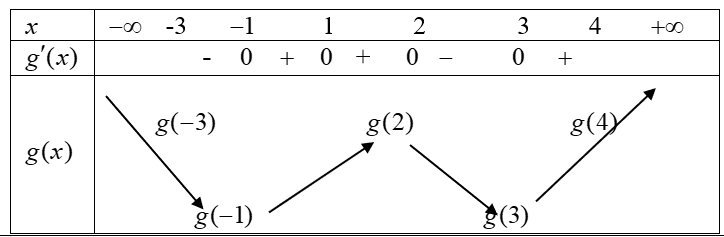 x −∞ -3 −1 1 2 3 4 +∞
g′(x) - 0 + 0 + 0 − 0 +
g(−3) g(2) g(4)
g(x)
g(−1) g(3)